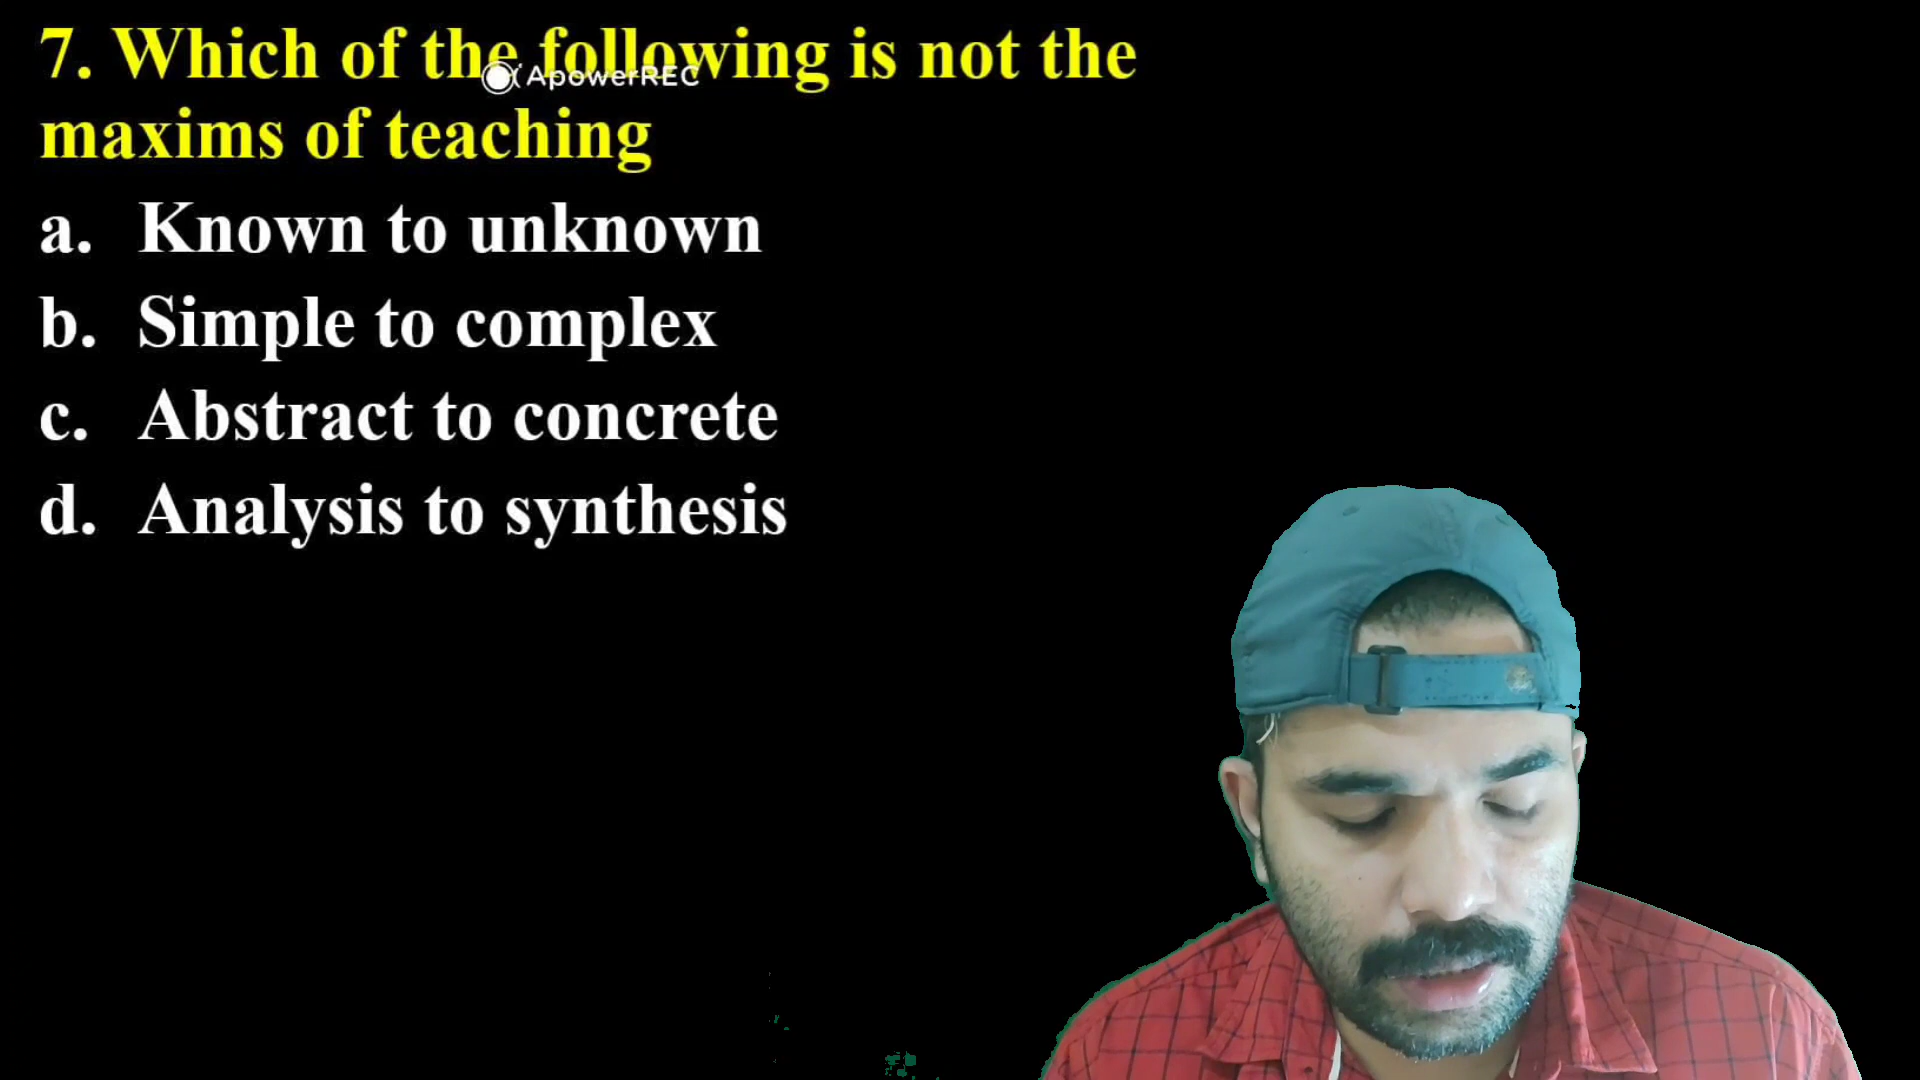 7. Which of the following is not the
ApowerREC
maxims of teaching
a. Known to unknown
b. Simple to complex
c. Abstract to concrete
d. Analysis to synthesis